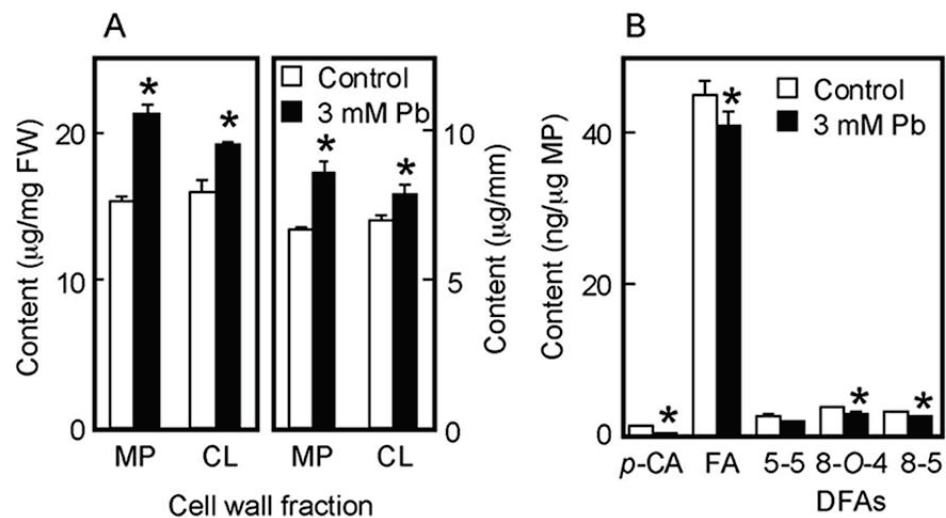 A
Content (μg/mg FW)
20
10
0
*
*
MP
CL
Control
3 mM Pb
*
*
MP
CL
10
5
0
Content (μg/mm)
Cell wall fraction
B
Content (ng/μg MP)
40
20
0
Control
3 mM Pb
*
*
*
*
p-CA
FA
5-5
8-O-4
8-5
DFAs